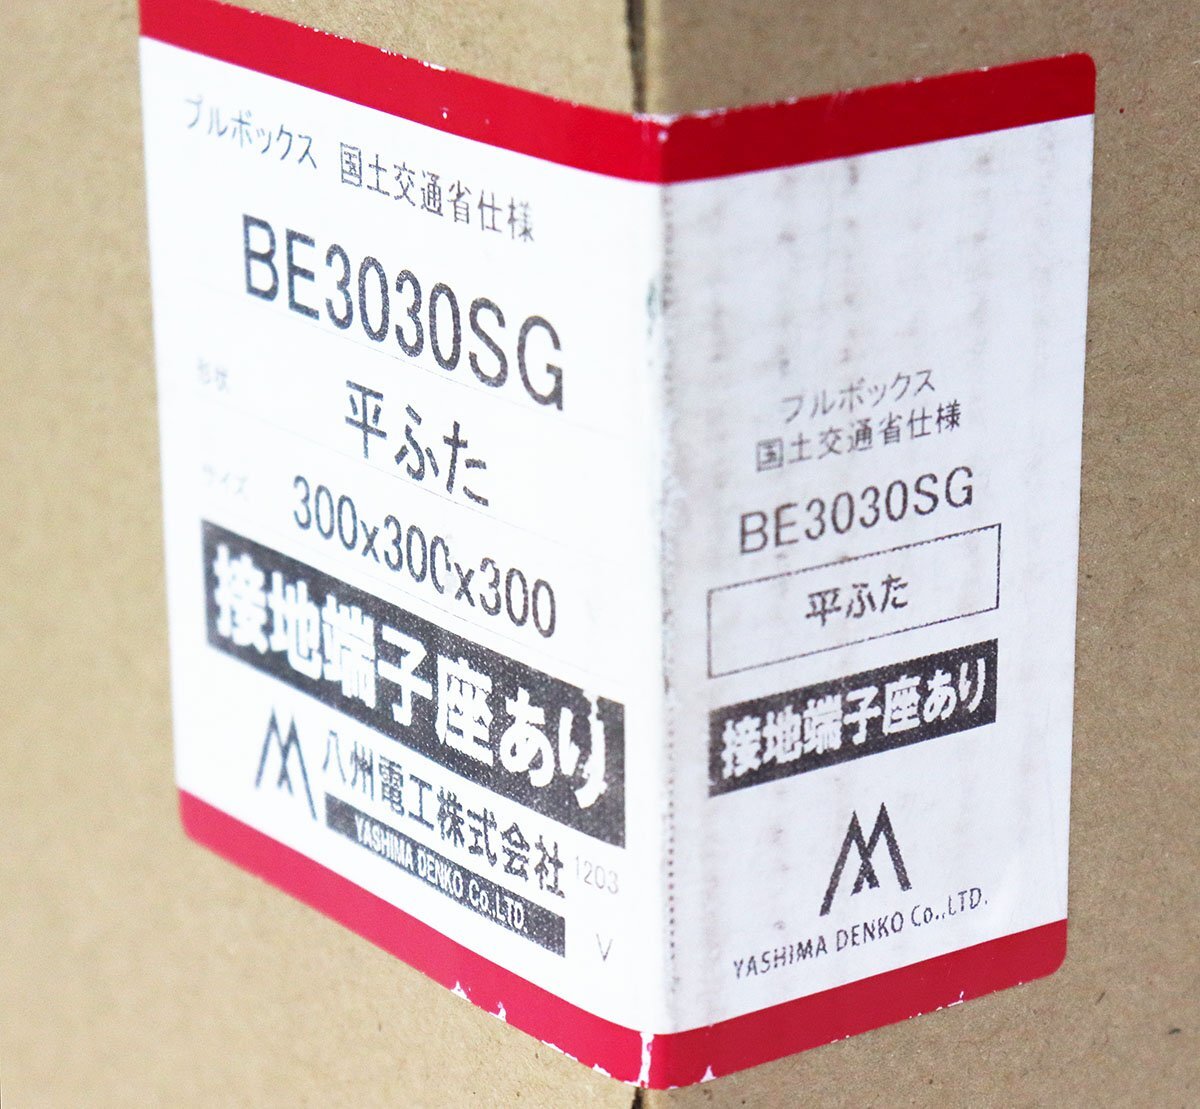 プルボックス 国土交通省仕様
BE3030SG
形状
平ふた
サイズ
300x300x300
接地端子座あり
八州電工株式会社
YASHIMA DENKO Co.,LTD.
1203
V
プルボックス
国土交通省仕様
BE3030SG
平ふた
接地端子座あり
YASHIMA DENKO Co.,LTD.